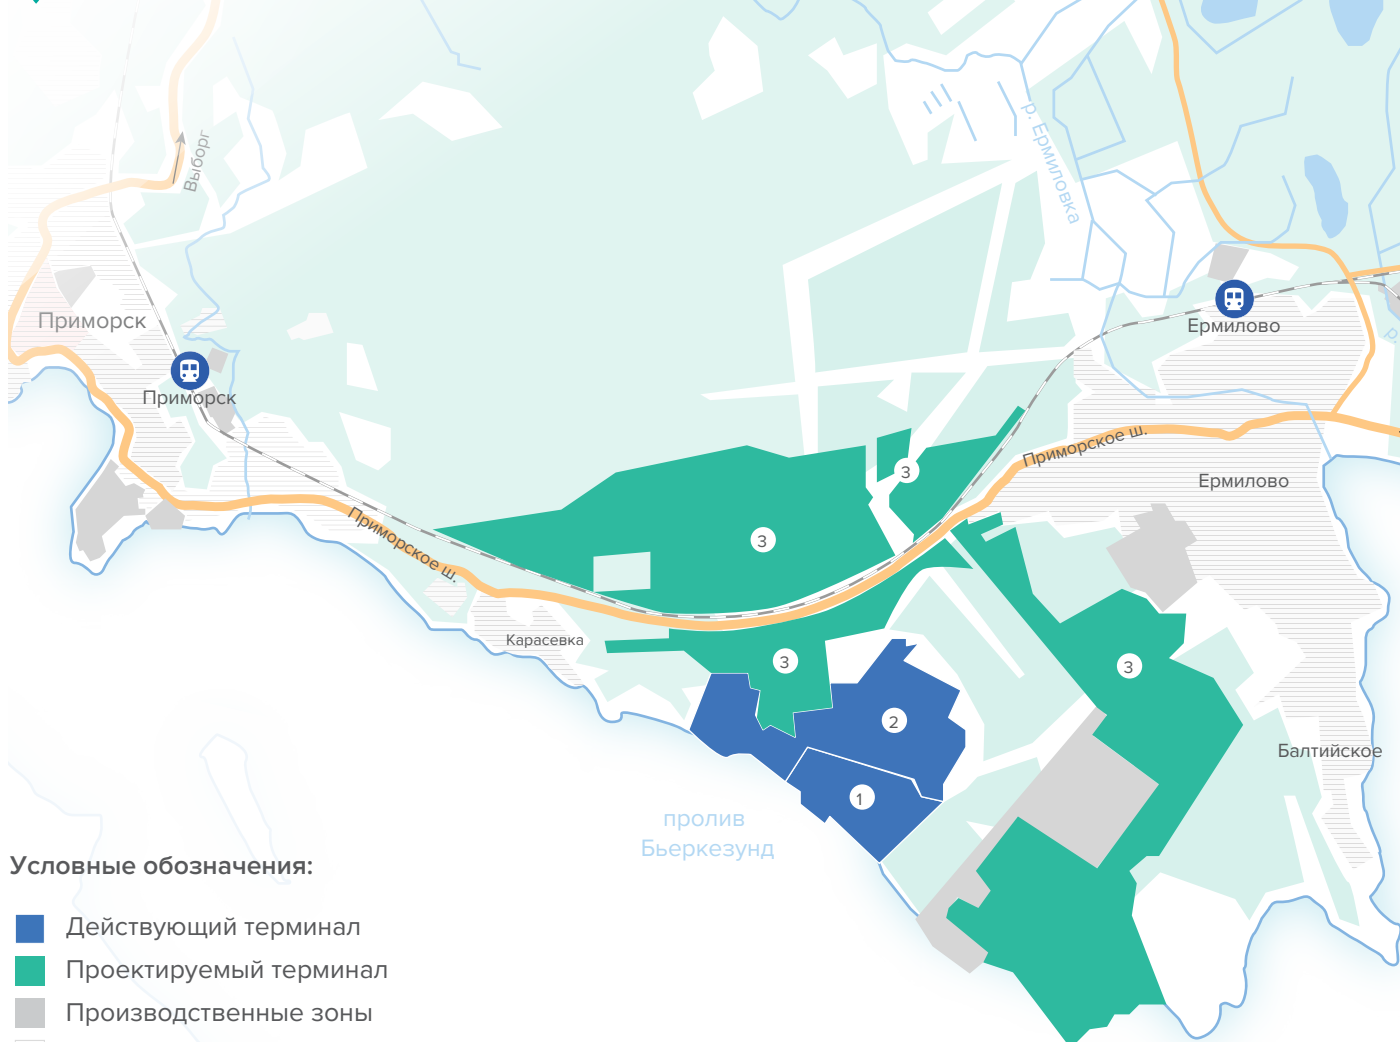 Выборг
р. Ермиловка
Приморск
Ермилово
р.
Приморск
Приморское ш.
3
Ермилово
Приморское ш.
3
Карасевка
3
3
2
Балтийское
1
пролив
Бьеркезунд
Условные обозначения:
Действующий терминал
Проектируемый терминал
Производственные зоны